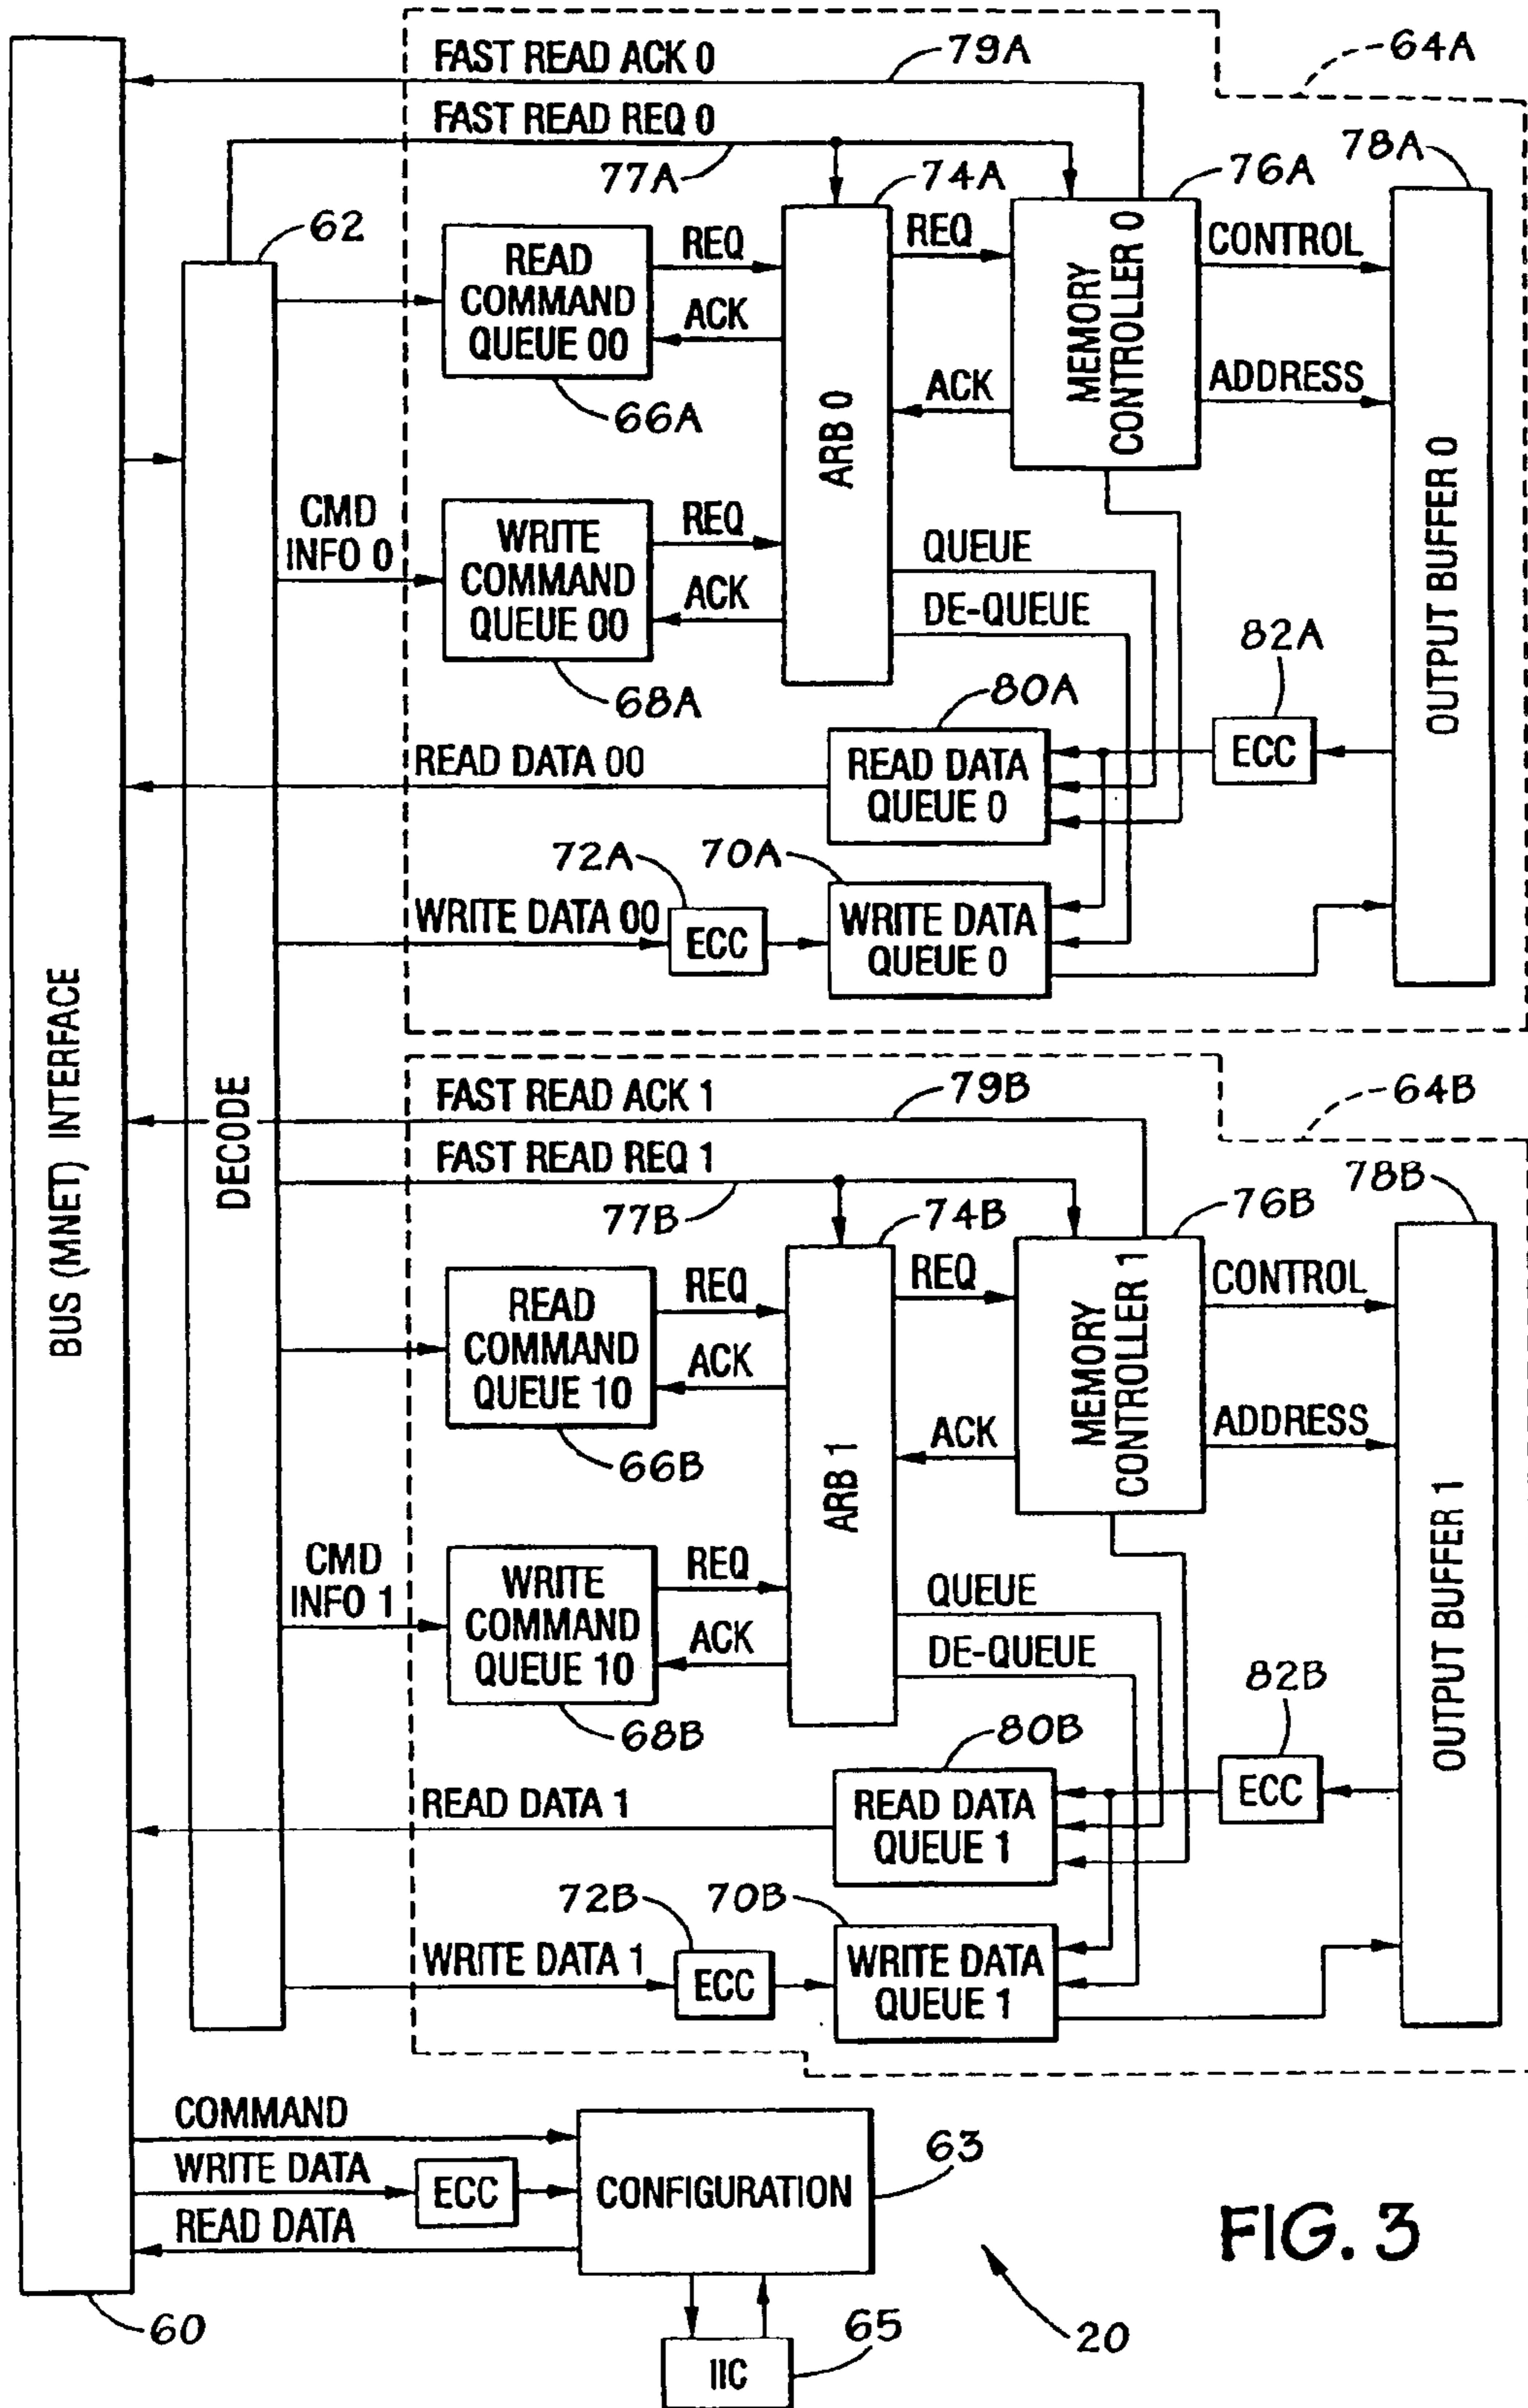 FAST READ ACK 0
79A
64A
FAST READ REQ 0
77A
74A
76A
78A
62
READ
COMMAND
QUEUE 00
REQ
ACK
66A
REQ
ACK
MEMORY
CONTROLLER 0
CONTROL
ADDRESS
ARB 0
CMD
INFO 0
WRITE
COMMAND
QUEUE 00
REQ
ACK
68A
QUEUE
DE-QUEUE
OUTPUT BUFFER 0
82A
ECC
80A
READ DATA 00
READ DATA
QUEUE 0
72A
70A
WRITE DATA 00
ECC
WRITE DATA
QUEUE 0
BUS (MNET) INTERFACE
DECODE
FAST READ ACK 1
79B
64B
FAST READ REQ 1
77B
74B
76B
78B
READ
COMMAND
QUEUE 10
REQ
ACK
66B
REQ
ACK
MEMORY
CONTROLLER 1
CONTROL
ADDRESS
ARB 1
CMD
INFO 1
WRITE
COMMAND
QUEUE 10
REQ
ACK
68B
QUEUE
DE-QUEUE
OUTPUT BUFFER 1
82B
ECC
80B
READ DATA 1
READ DATA
QUEUE 1
72B
70B
WRITE DATA 1
ECC
WRITE DATA
QUEUE 1
COMMAND
WRITE DATA
ECC
READ DATA
CONFIGURATION
63
60
65
IIC
20
FIG. 3